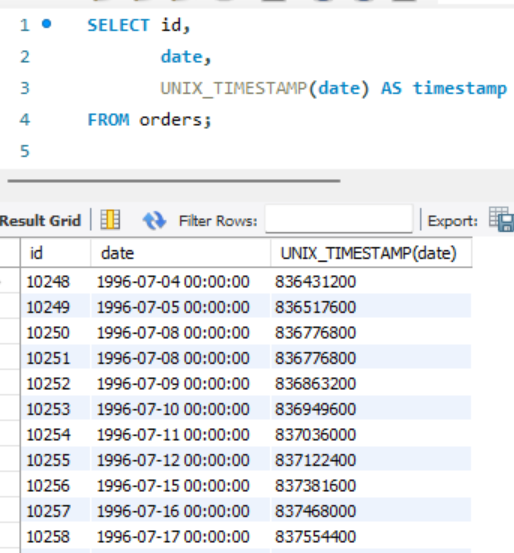 1 SELECT id,
2 date,
3 UNIX_TIMESTAMP(date) AS timestamp
4 FROM orders;
5
Result Grid Filter Rows: Export:
id date UNIX_TIMESTAMP(date)
10248 1996-07-04 00:00:00 836431200
10249 1996-07-05 00:00:00 836517600
10250 1996-07-08 00:00:00 836776800
10251 1996-07-08 00:00:00 836776800
10252 1996-07-09 00:00:00 836863200
10253 1996-07-10 00:00:00 836949600
10254 1996-07-11 00:00:00 837036000
10255 1996-07-12 00:00:00 837122400
10256 1996-07-15 00:00:00 837381600
10257 1996-07-16 00:00:00 837468000
10258 1996-07-17 00:00:00 837554400